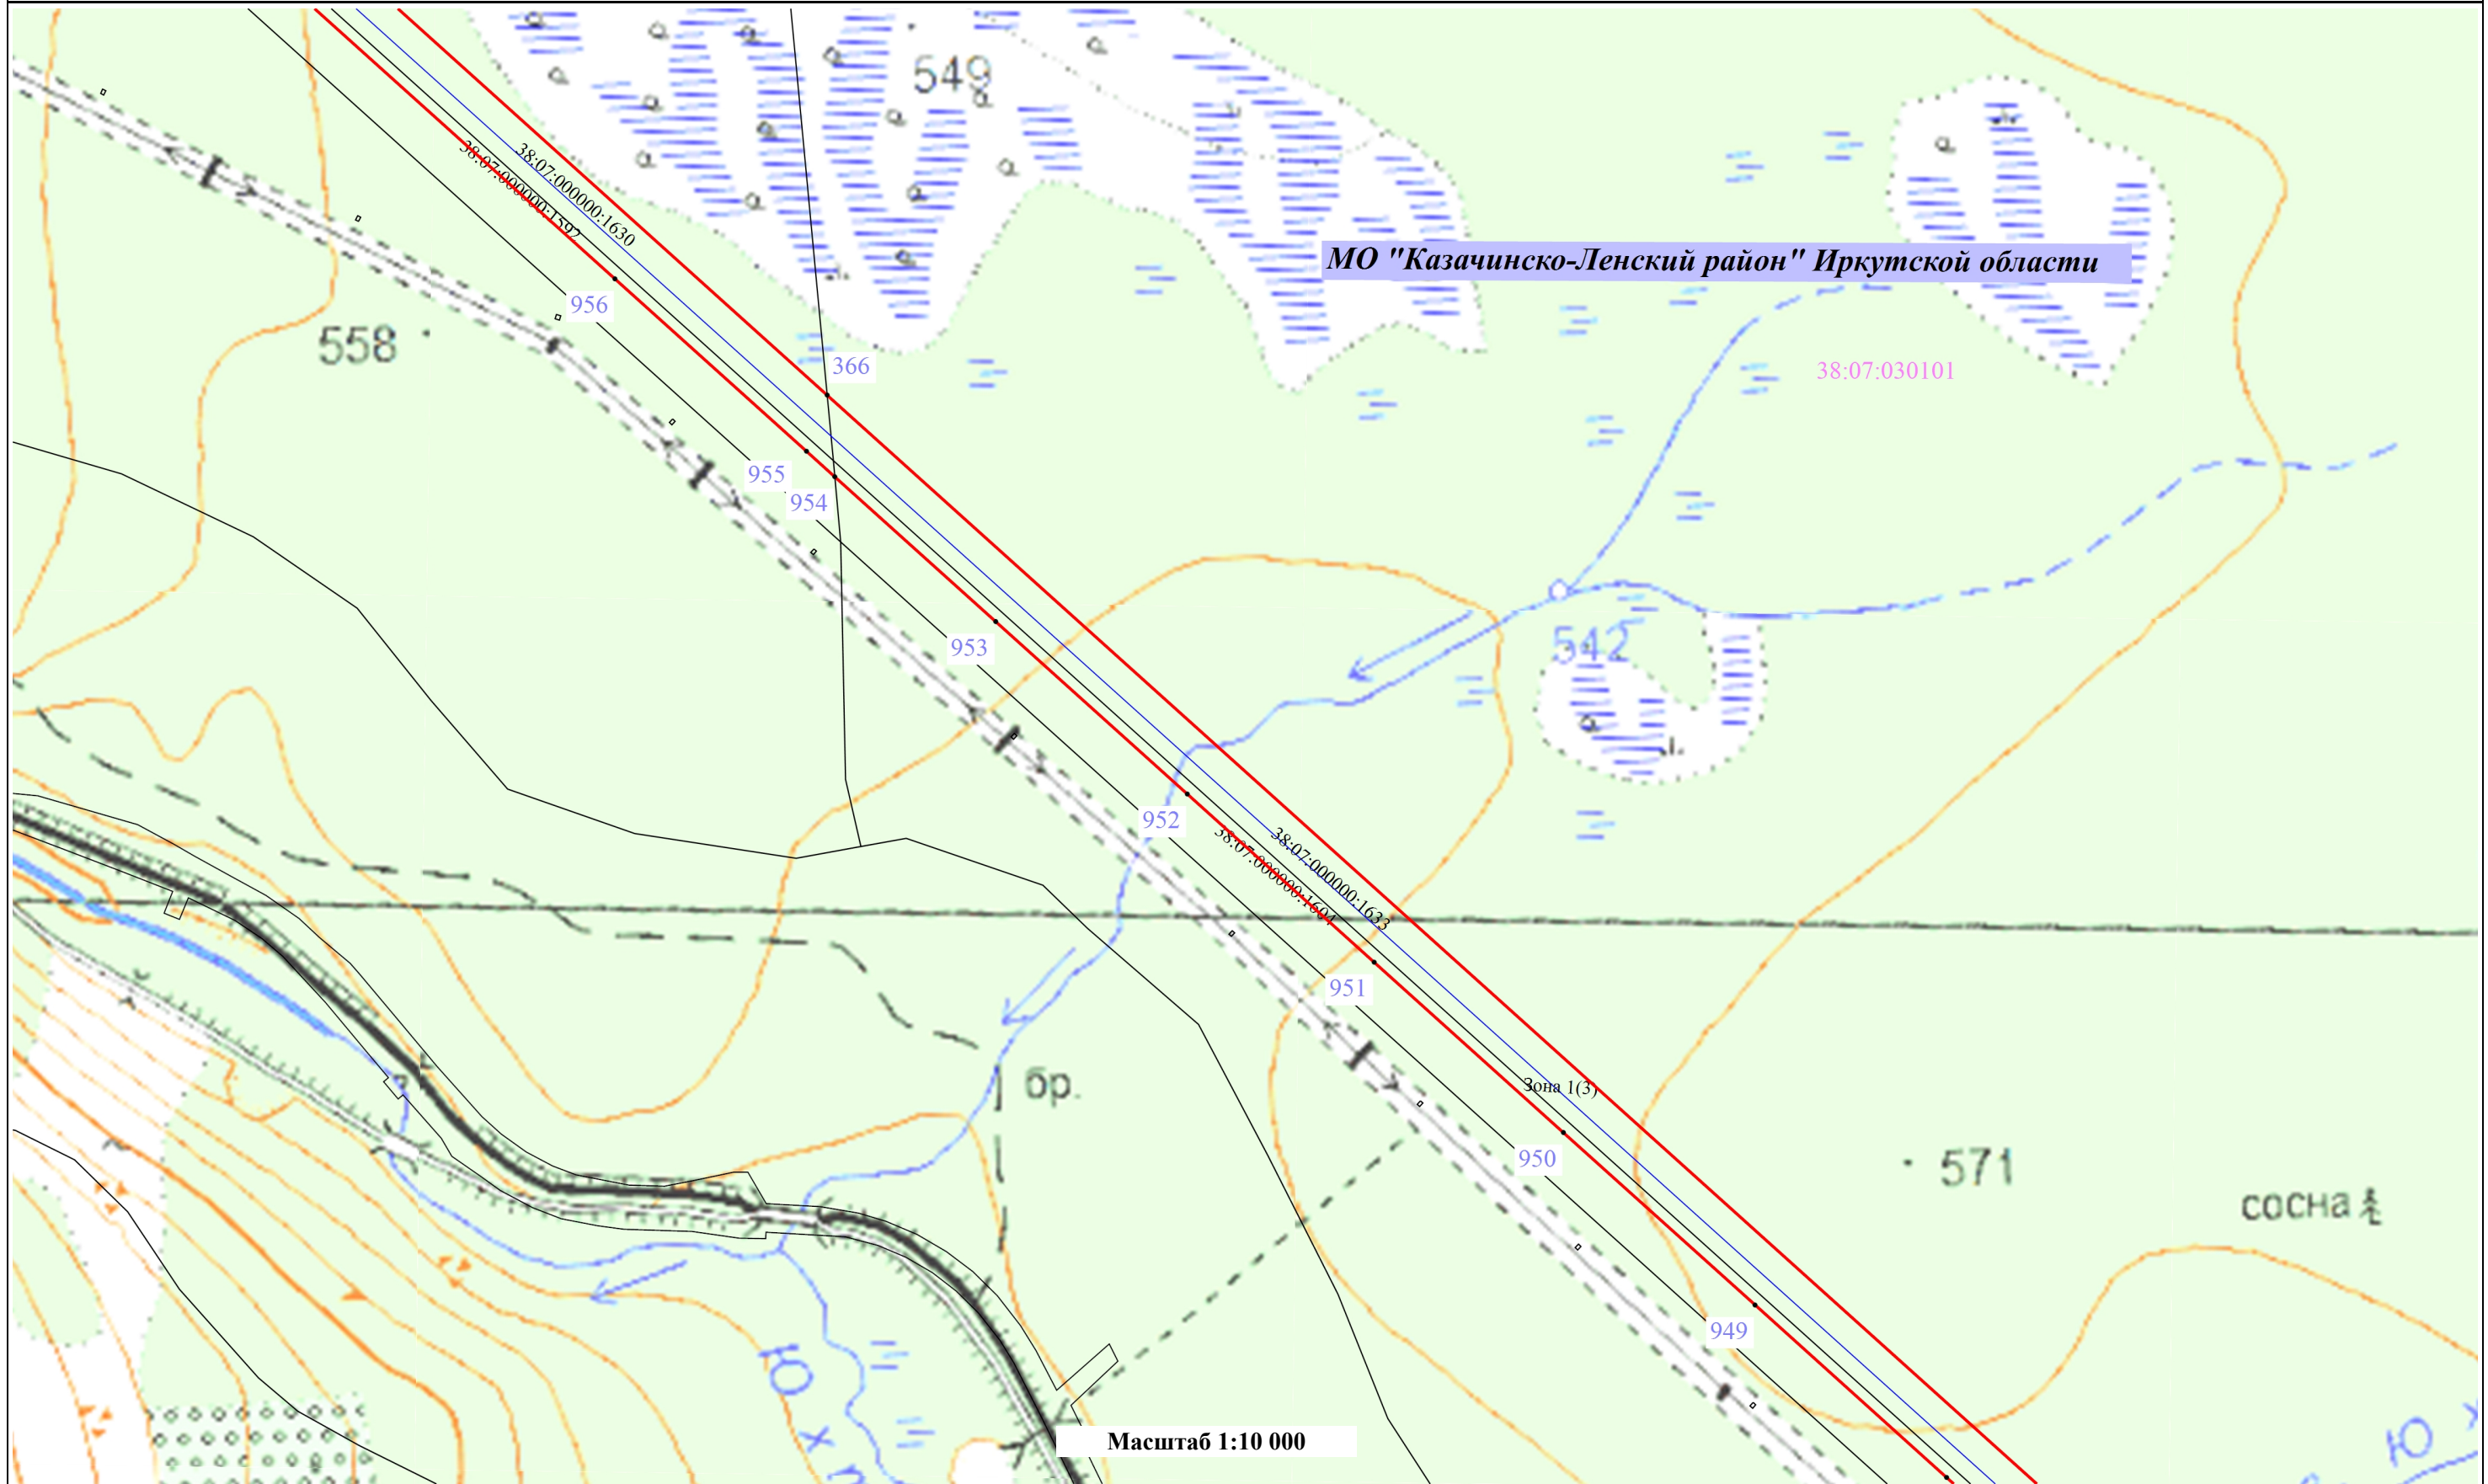 549
38:07:000000:1630
38:07:000000:1592
МО "Казачинско-Ленский район" Иркутской области
956
558
366
38:07:030101
955
954
953
542
952
38:07:000000:1633
38:07:000000:1604
951
бр.
Зона 1(3)
950
571
сосна
949
Ю х
Ю х
Масштаб 1:10 000